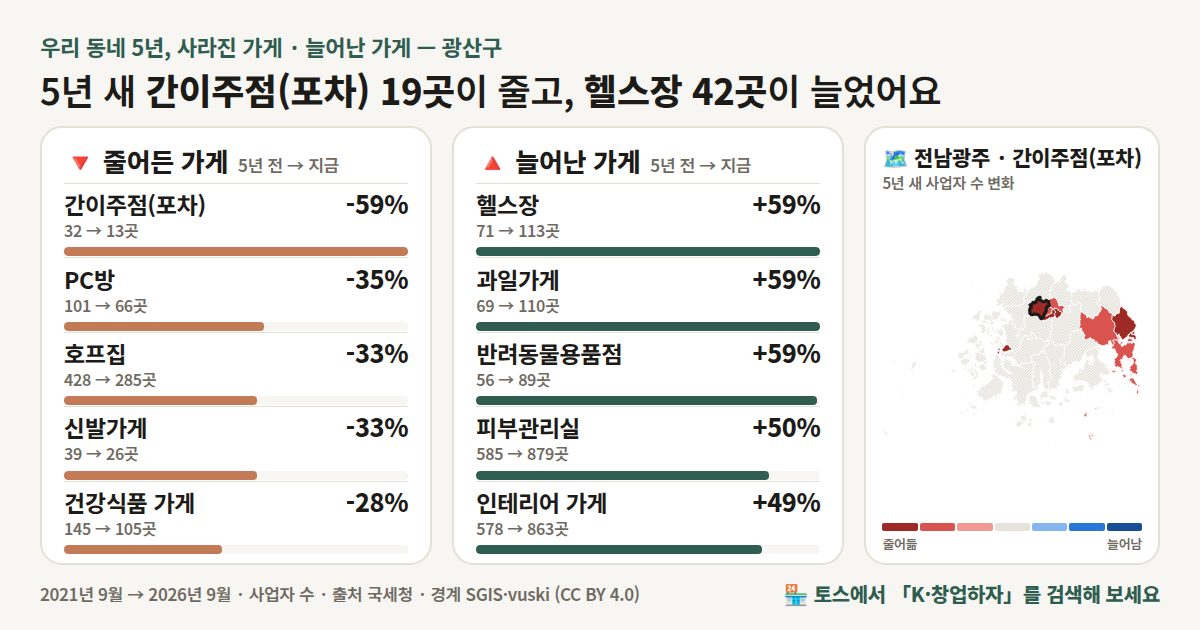 우리 동네 5년, 사라진 가게 · 늘어난 가게 — 광산구
5년 새 간이주점(포차) 19곳이 줄고, 헬스장 42곳이 늘었어요
줄어든 가게 5년 전 → 지금
간이주점(포차) -59%
32 → 13곳
PC방 -35%
101 → 66곳
호프집 -33%
428 → 285곳
신발가게 -33%
39 → 26곳
건강식품 가게 -28%
145 → 105곳
늘어난 가게 5년 전 → 지금
헬스장 +59%
71 → 113곳
과일가게 +59%
69 → 110곳
반려동물용품점 +59%
56 → 89곳
피부관리실 +50%
585 → 879곳
인테리어 가게 +49%
578 → 863곳
전남광주 · 간이주점(포차)
5년 새 사업자 수 변화
줄어듦 늘어남
2021년 9월 → 2026년 9월 · 사업자 수 · 출처 국세청 · 경계 SGIS·vuski (CC BY 4.0)
토스에서 「K·창업하자」를 검색해 보세요